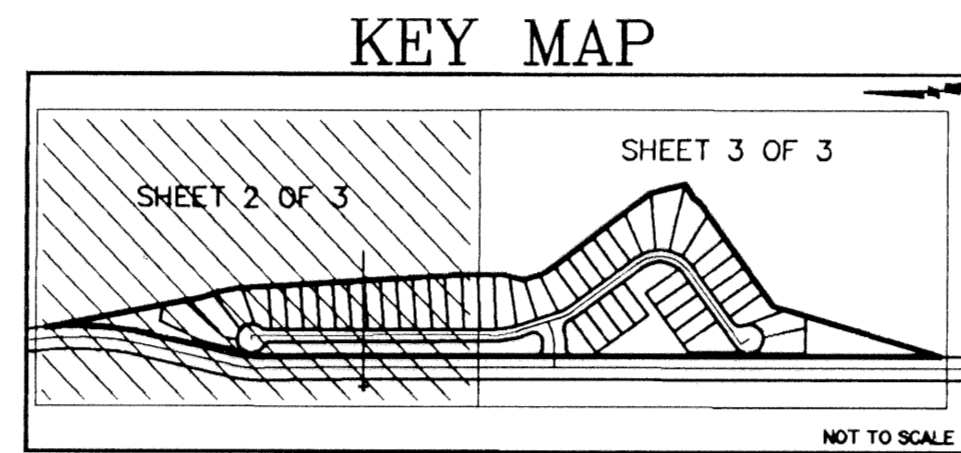 KEY MAP
SHEET 3 OF 3
SHEET 2 OF 3
NOT TO SCALE